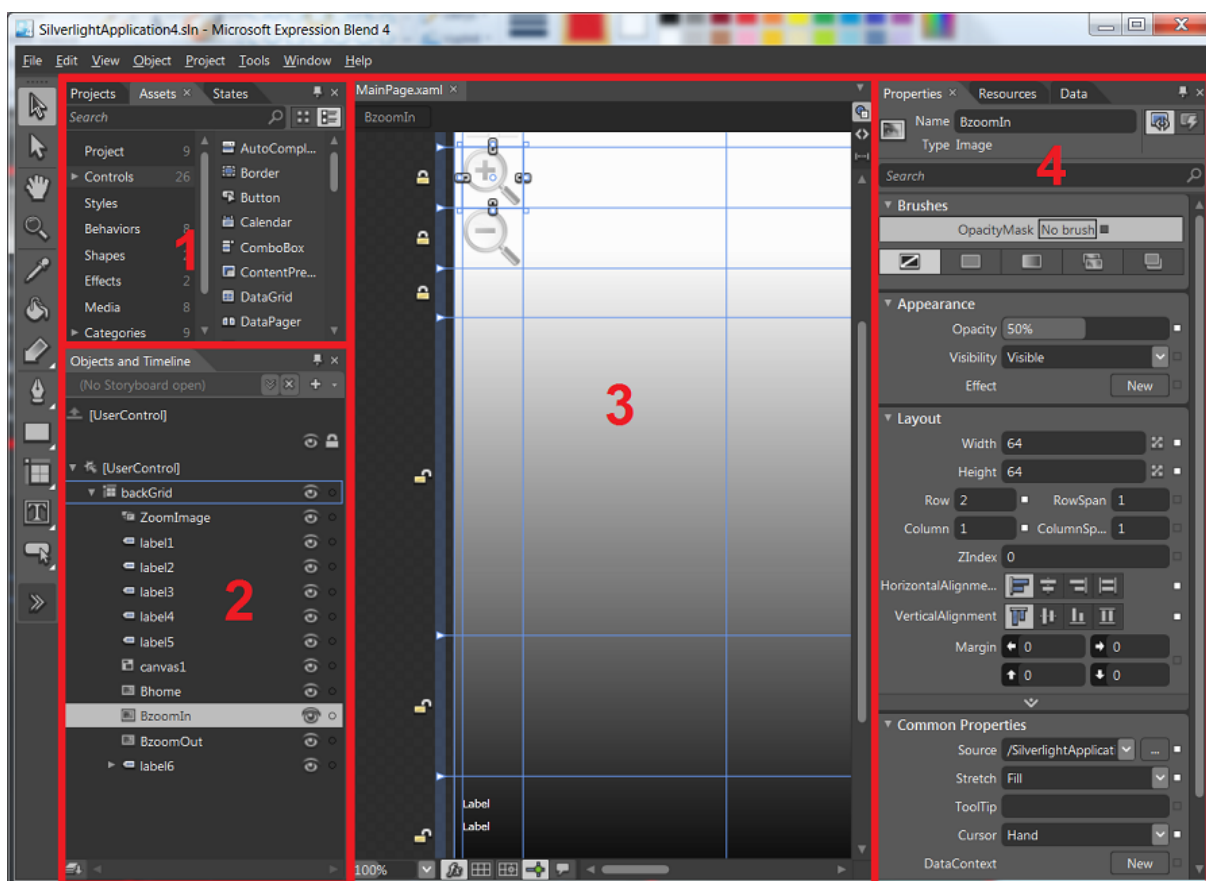 SilverlightApplication4.sln - Microsoft Expression Blend 4
File Edit View Object Project Tools Window Help
Projects Assets × States
Search
Project 9
Controls 26
Styles
Behaviors 8
Shapes
Effects 2
Media 8
Categories 9
AutoCompl...
Border
Button
Calendar
ComboBox
ContentPre...
DataGrid
DataPager
1
Objects and Timeline
(No Storyboard open)
[UserControl]
[UserControl]
backGrid
ZoomImage
label1
label2
label3
label4
label5
canvas1
Bhome
BzoomIn
BzoomOut
label6
2
MainPage.xaml ×
BzoomIn
3
Label
Label
100%
Properties × Resources Data
Name BzoomIn
Type Image
4
Search
Brushes
OpacityMask No brush
Appearance
Opacity 50%
Visibility Visible
Effect New
Layout
Width 64
Height 64
Row 2 RowSpan 1
Column 1 ColumnSp... 1
ZIndex 0
HorizontalAlignme...
VerticalAlignment
Margin 0 0
0 0
Common Properties
Source /SilverlightApplicat ...
Stretch Fill
ToolTip
Cursor Hand
DataContext New